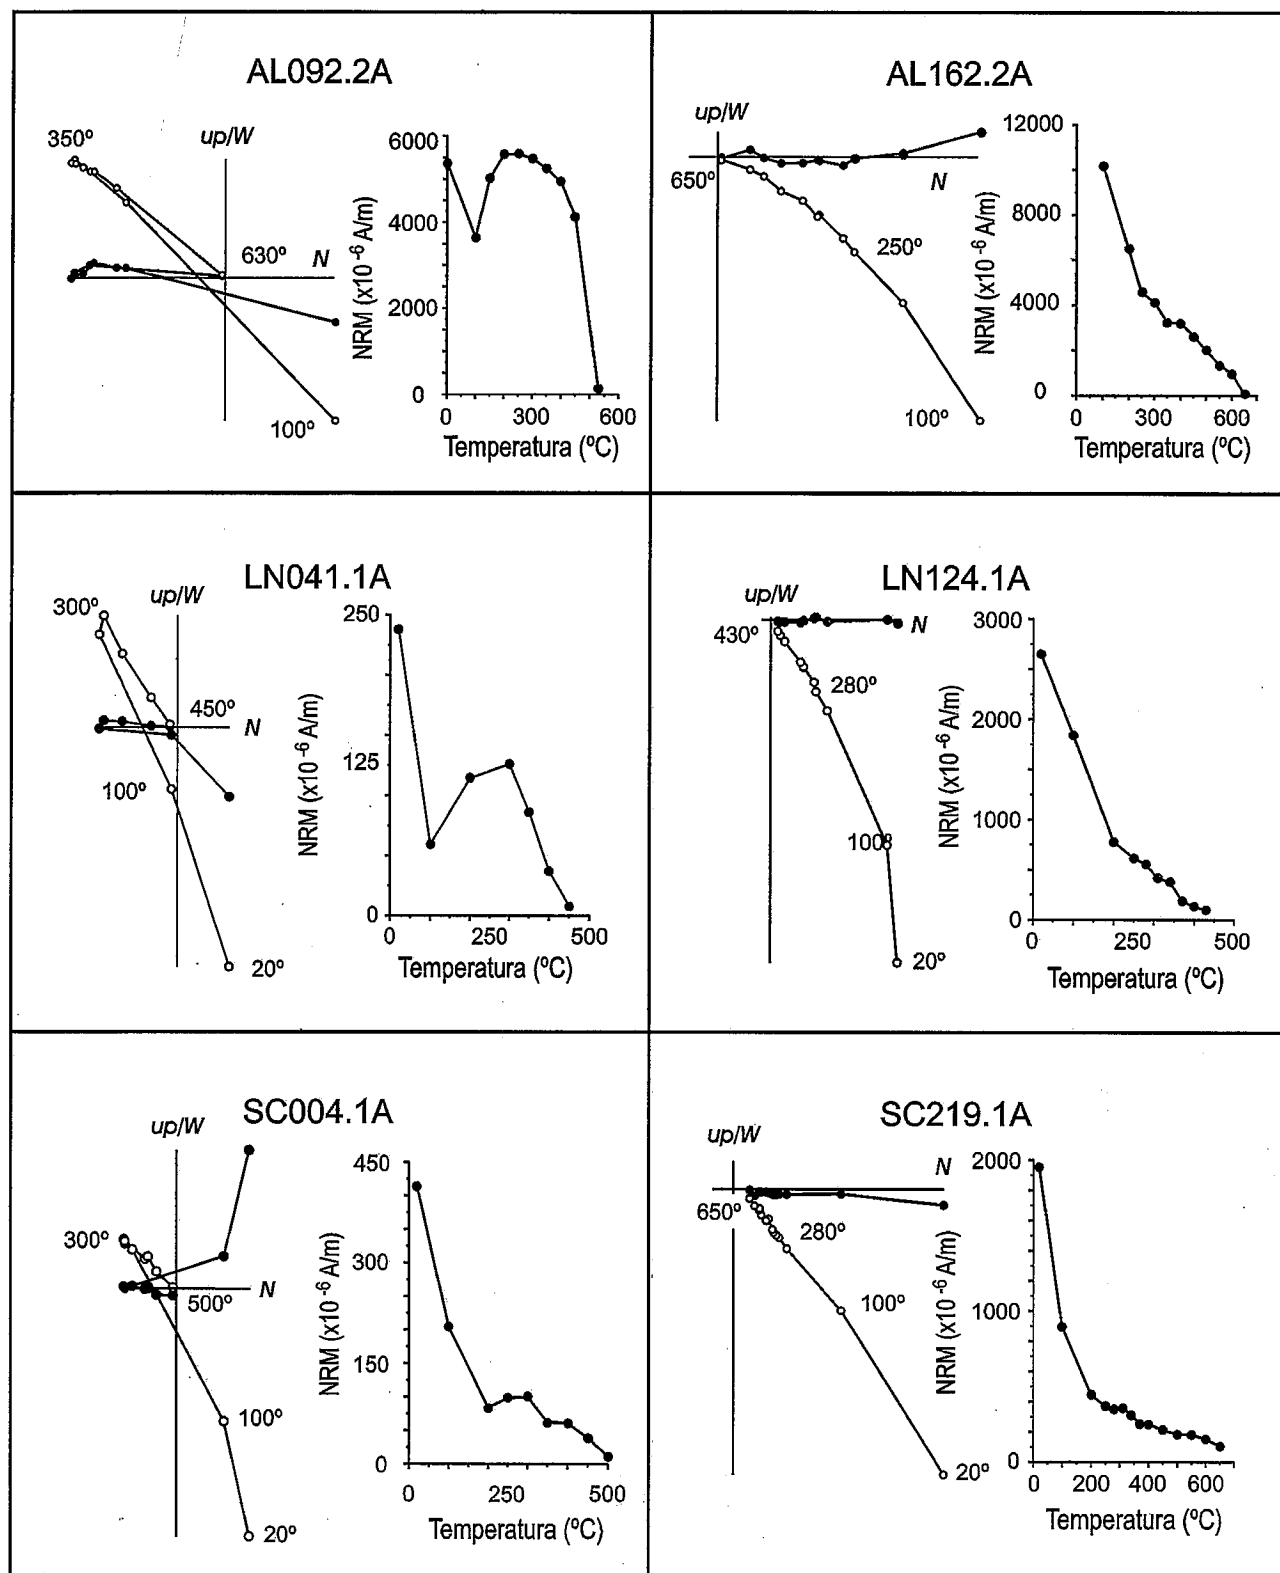 AL092.2A
350º
up/W
630º
N
100º
6000
4000
2000
0
NRM (x10⁻⁶ A/m)
0 300 600
Temperatura (ºC)
AL162.2A
up/W
650º
N
250º
100º
12000
8000
4000
0
NRM (x10⁻⁶ A/m)
0 300 600
Temperatura (ºC)
LN041.1A
300º
up/W
450º
N
100º
20º
250
125
0
NRM (x10⁻⁶ A/m)
0 250 500
Temperatura (ºC)
LN124.1A
up/W
430º
N
280º
100º
20º
3000
2000
1000
0
NRM (x10⁻⁶ A/m)
0 250 500
Temperatura (ºC)
SC004.1A
up/W
300º
500º
N
100º
20º
450
300
150
0
NRM (x10⁻⁶ A/m)
0 250 500
Temperatura (ºC)
SC219.1A
up/W
N
650º
280º
100º
20º
2000
1000
0
NRM (x10⁻⁶ A/m)
0 200 400 600
Temperatura (ºC)